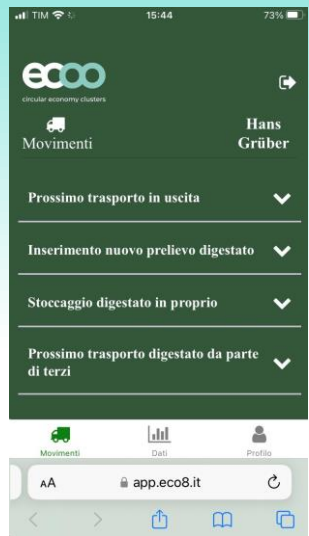 TIM 15:44 73%
ecoo
circular economy clusters
Movimenti
Hans
Grüber
Prossimo trasporto in uscita
Inserimento nuovo prelievo digestato
Stoccaggio digestato in proprio
Prossimo trasporto digestato da parte
di terzi
Movimenti Dati Profilo
AA app.eco8.it